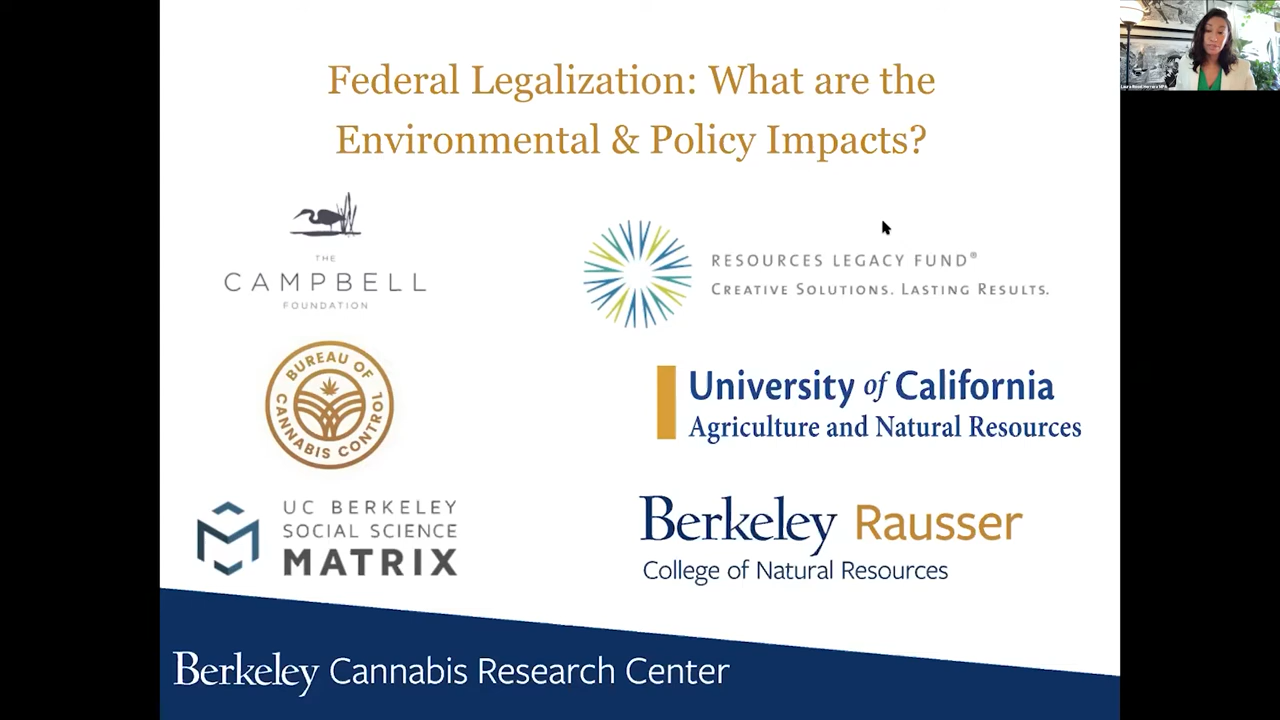 Federal Legalization: What are the
Environmental & Policy Impacts?
THE
CAMPBELL
FOUNDATION
RESOURCES LEGACY FUND®
CREATIVE SOLUTIONS. LASTING RESULTS.
BUREAU OF
CANNABIS CONTROL
University of California
Agriculture and Natural Resources
UC BERKELEY
SOCIAL SCIENCE
MATRIX
Berkeley Rausser
College of Natural Resources
Berkeley Cannabis Research Center